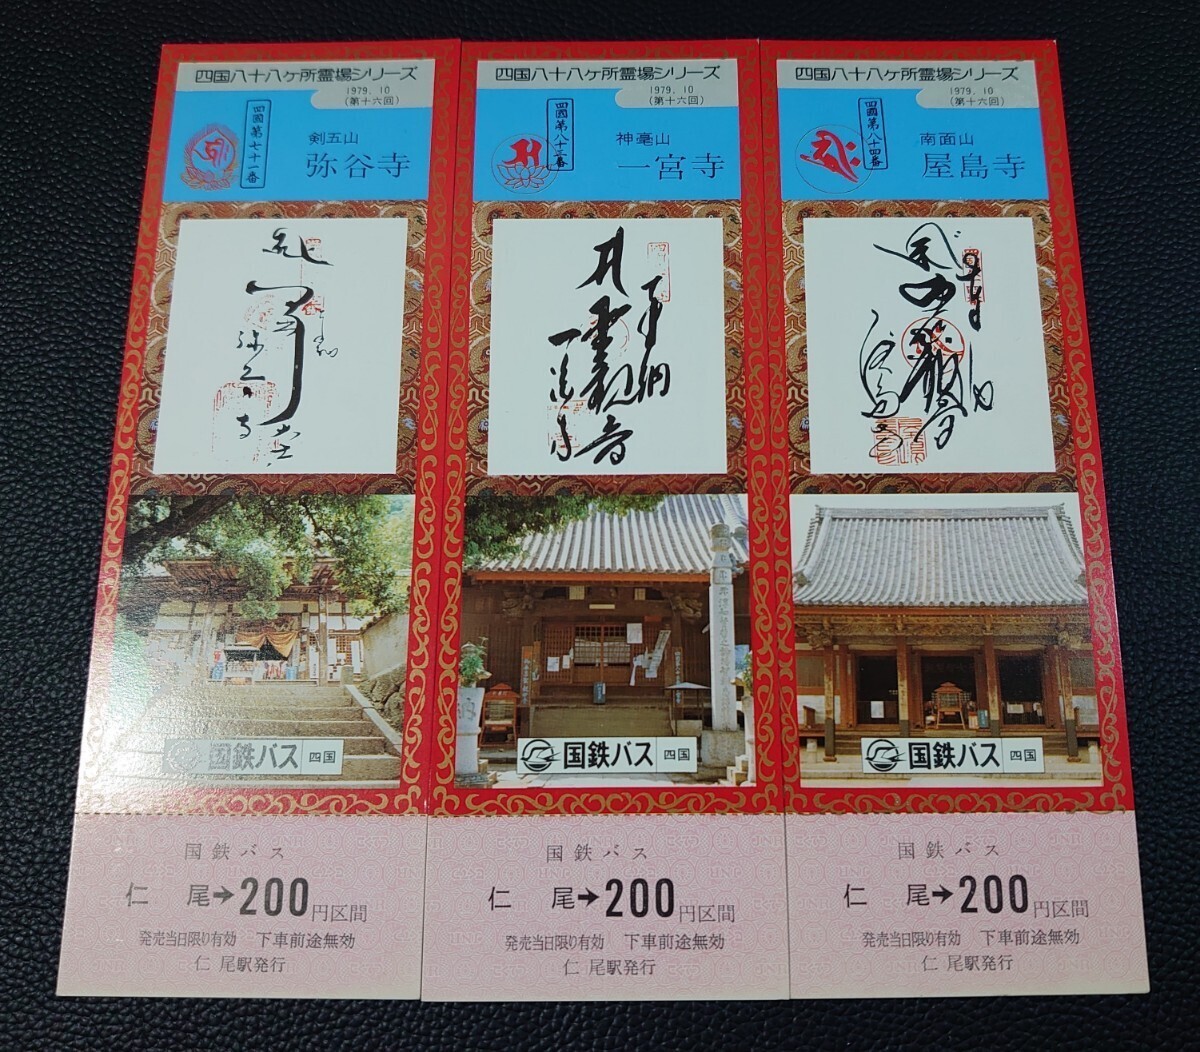 四国八十八ケ所霊場シリーズ
1979.10
(第十六回)
四國第七十一番
剣五山
弥谷寺
国鉄バス 四国
国鉄バス
仁 尾→200円区間
発売当日限り有効 下車前途無効
仁 尾駅発行
四国八十八ケ所霊場シリーズ
1979.10
(第十六回)
四國第八十三番
神毫山
一宮寺
一宮寺
国鉄バス 四国
国鉄バス
仁 尾→200円区間
発売当日限り有効 下車前途無効
仁 尾駅発行
四国八十八ケ所霊場シリーズ
1979.10
(第十六回)
四國第八十四番
南面山
屋島寺
国鉄バス 四国
国鉄バス
仁 尾→200円区間
発売当日限り有効 下車前途無効
仁 尾駅発行